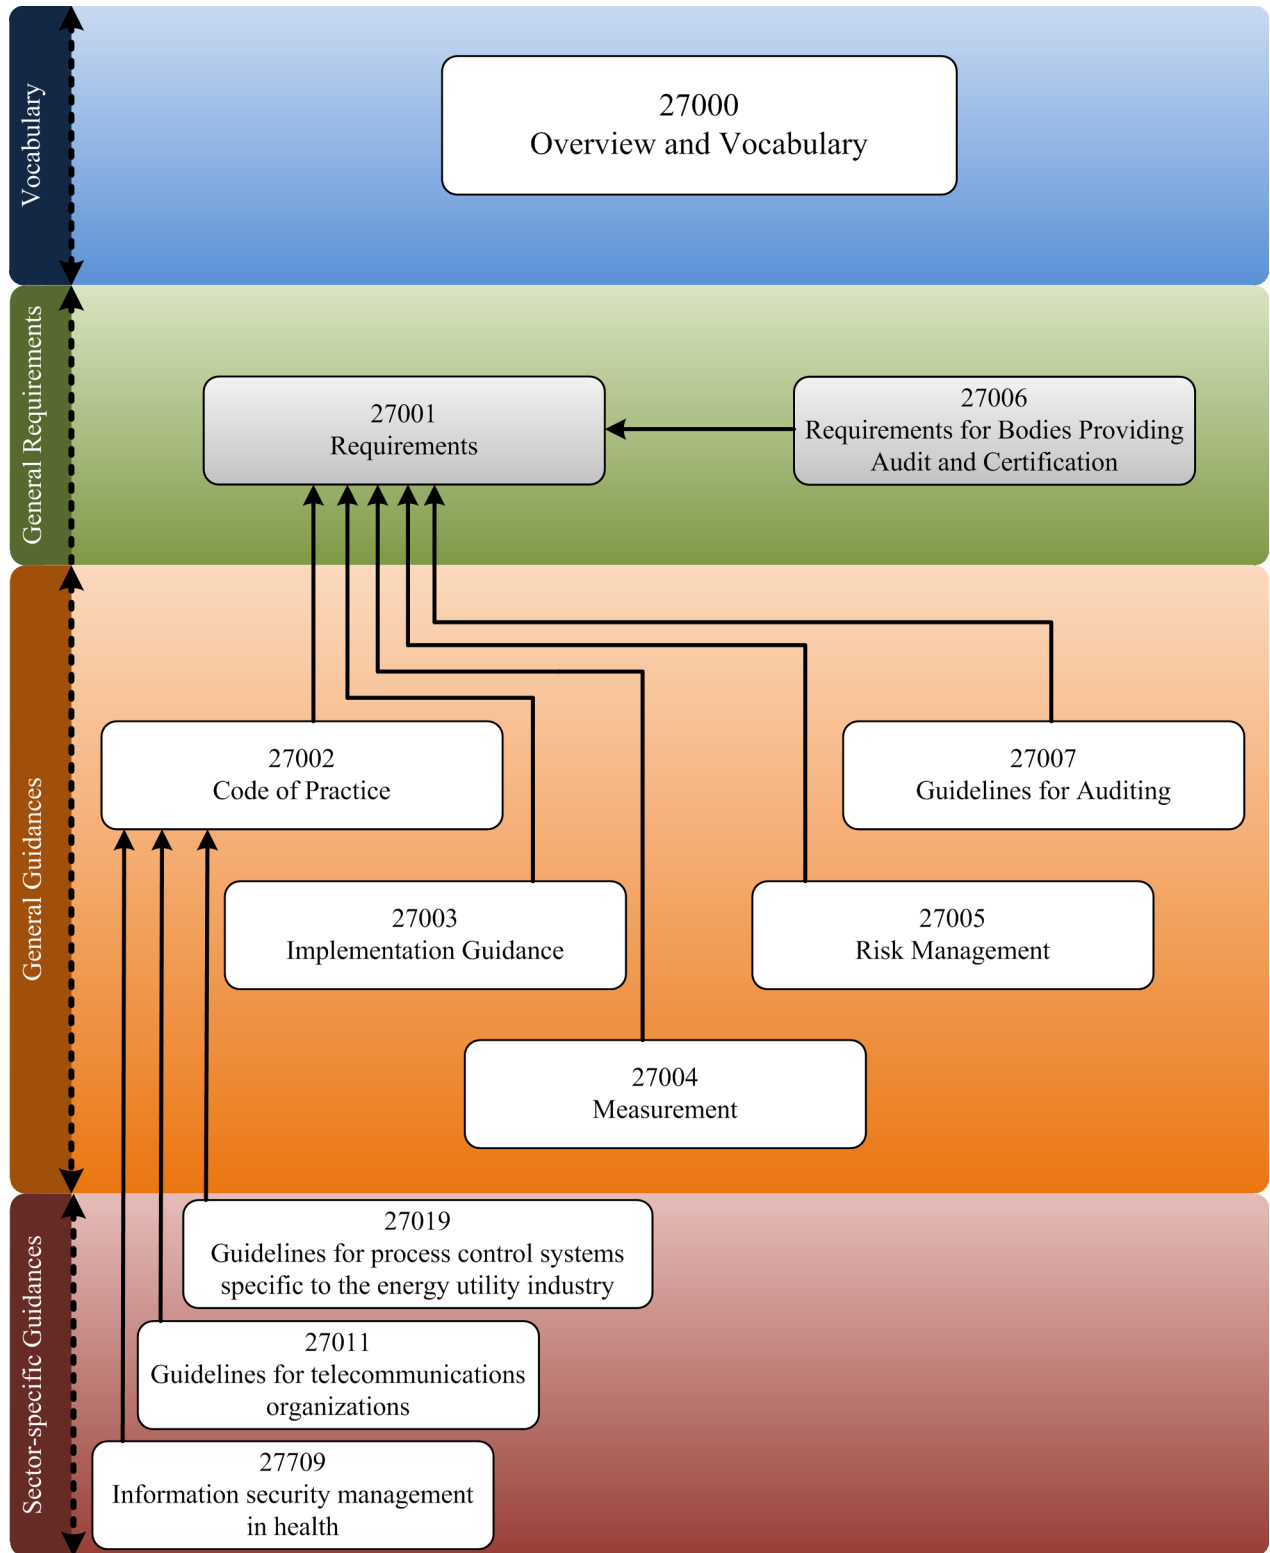 Vocabulary
27000
Overview and Vocabulary
General Requirements
27001
Requirements
27006
Requirements for Bodies Providing
Audit and Certification
General Guidances
27002
Code of Practice
27007
Guidelines for Auditing
27003
Implementation Guidance
27005
Risk Management
27004
Measurement
Sector-specific Guidances
27019
Guidelines for process control systems
specific to the energy utility industry
27011
Guidelines for telecommunications
organizations
27709
Information security management
in health